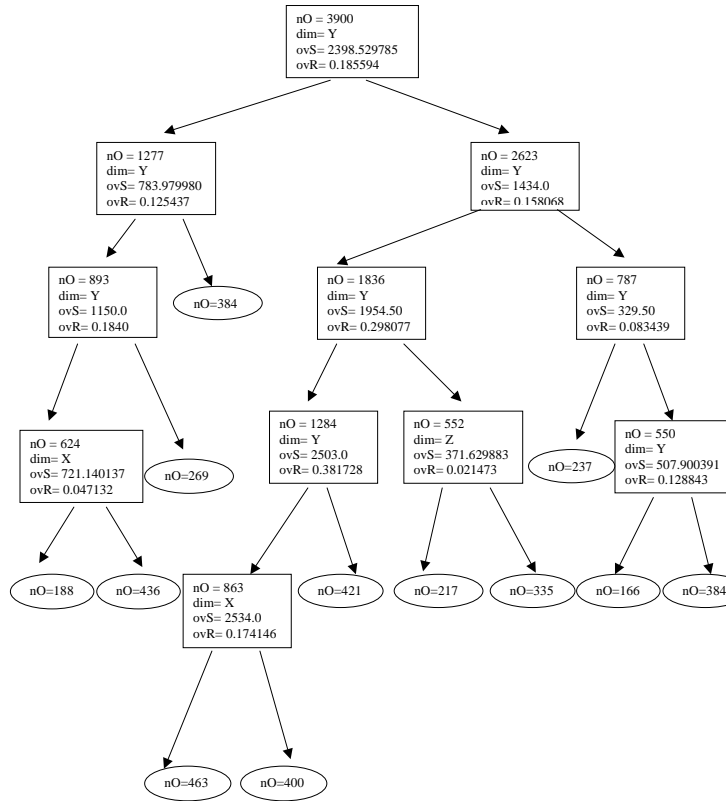 nO = 3900
dim= Y
ovS= 2398.529785
ovR= 0.185594
nO = 1277
dim= Y
ovS= 783.979980
ovR= 0.125437
nO = 2623
dim= Y
ovS= 1434.0
ovR= 0.158068
nO = 893
dim= Y
ovS= 1150.0
ovR= 0.1840
nO=384
nO = 1836
dim= Y
ovS= 1954.50
ovR= 0.298077
nO = 787
dim= Y
ovS= 329.50
ovR= 0.083439
nO = 624
dim= X
ovS= 721.140137
ovR= 0.047132
nO=269
nO = 1284
dim= Y
ovS= 2503.0
ovR= 0.381728
nO = 552
dim= Z
ovS= 371.629883
ovR= 0.021473
nO=237
nO = 550
dim= Y
ovS= 507.900391
ovR= 0.128843
nO=188
nO=436
nO = 863
dim= X
ovS= 2534.0
ovR= 0.174146
nO=421
nO=217
nO=335
nO=166
nO=384
nO=463
nO=400